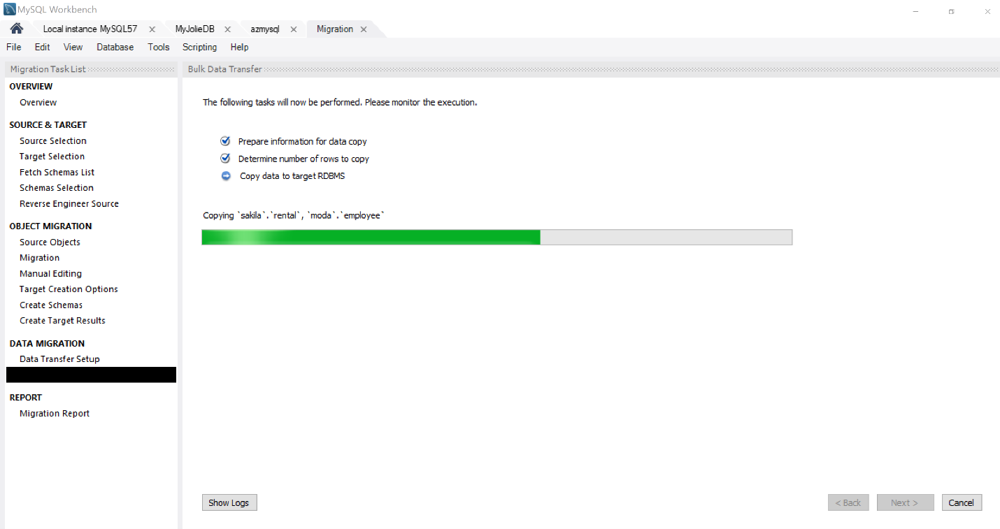 MySQL Workbench
Local instance MySQL57
MyJolieDB
azmysql
Migration
File Edit View Database Tools Scripting Help
Migration Task List
OVERVIEW
Overview
SOURCE & TARGET
Source Selection
Target Selection
Fetch Schemas List
Schemas Selection
Reverse Engineer Source
OBJECT MIGRATION
Source Objects
Migration
Manual Editing
Target Creation Options
Create Schemas
Create Target Results
DATA MIGRATION
Data Transfer Setup
REPORT
Migration Report
Bulk Data Transfer
The following tasks will now be performed. Please monitor the execution.
Prepare information for data copy
Determine number of rows to copy
Copy data to target RDBMS
Copying `sakila`.`rental`, `moda`.`employee`
Show Logs
< Back
Next >
Cancel